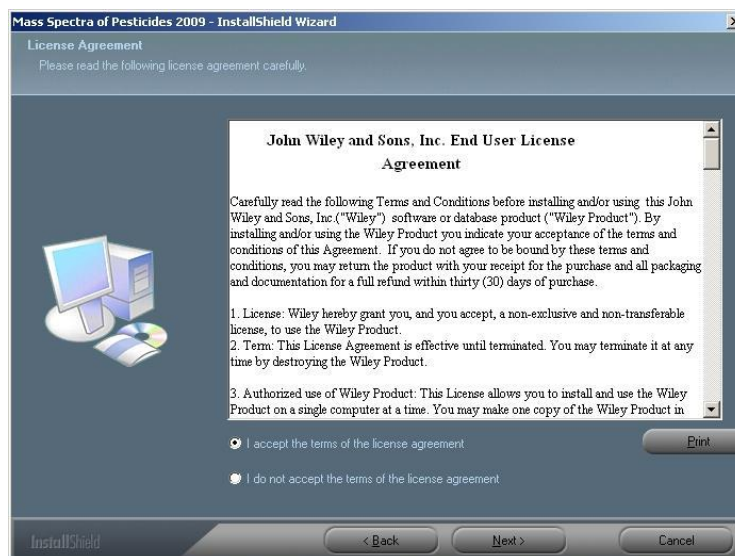 Mass Spectra of Pesticides 2009 - InstallShield Wizard
License Agreement
Please read the following license agreement carefully.
John Wiley and Sons, Inc. End User License
Agreement
Carefully read the following Terms and Conditions before installing and/or using this John
Wiley and Sons, Inc.("Wiley") software or database product ("Wiley Product"). By
installing and/or using the Wiley Product you indicate your acceptance of the terms and
conditions of this Agreement. If you do not agree to be bound by these terms and
conditions, you may return the product with your receipt for the purchase and all packaging
and documentation for a full refund within thirty (30) days of purchase.
1. License: Wiley hereby grant you, and you accept, a non-exclusive and non-transferable
license, to use the Wiley Product.
2. Term: This License Agreement is effective until terminated. You may terminate it at any
time by destroying the Wiley Product.
3. Authorized use of Wiley Product: This License allows you to install and use the Wiley
Product on a single computer at a time. You may make one copy of the Wiley Product in
I accept the terms of the license agreement
Print
I do not accept the terms of the license agreement
InstallShield
< Back
Next >
Cancel